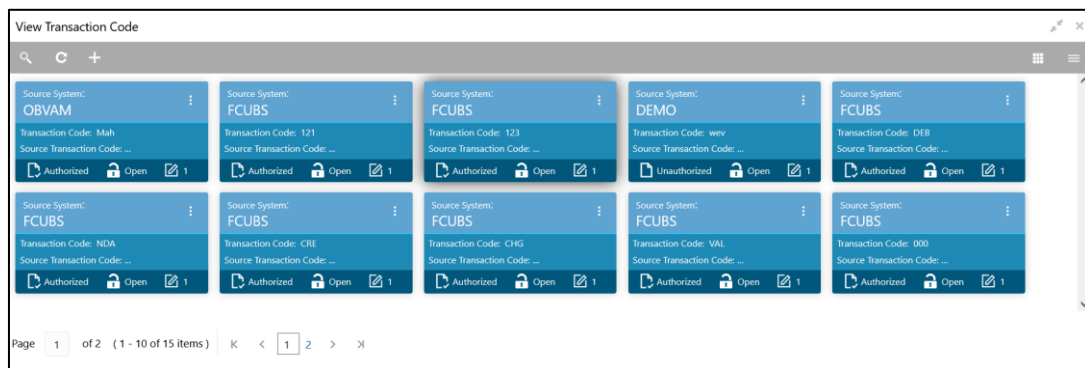 View Transaction Code
Source System:
OBVAM
Transaction Code: Mah
Source Transaction Code: ...
Authorized Open 1
Source System:
FCUBS
Transaction Code: 121
Source Transaction Code: ...
Authorized Open 1
Source System:
FCUBS
Transaction Code: 123
Source Transaction Code: ...
Authorized Open 1
Source System:
DEMO
Transaction Code: wev
Source Transaction Code: ...
Unauthorized Open 1
Source System:
FCUBS
Transaction Code: DEB
Source Transaction Code: ...
Authorized Open 1
Source System:
FCUBS
Transaction Code: NDA
Source Transaction Code: ...
Authorized Open 1
Source System:
FCUBS
Transaction Code: CRE
Source Transaction Code: ...
Authorized Open 1
Source System:
FCUBS
Transaction Code: CHG
Source Transaction Code: ...
Authorized Open 1
Source System:
FCUBS
Transaction Code: VAL
Source Transaction Code: ...
Authorized Open 1
Source System:
FCUBS
Transaction Code: 000
Source Transaction Code: ...
Authorized Open 1
Page 1 of 2 ( 1 - 10 of 15 items ) 1 2